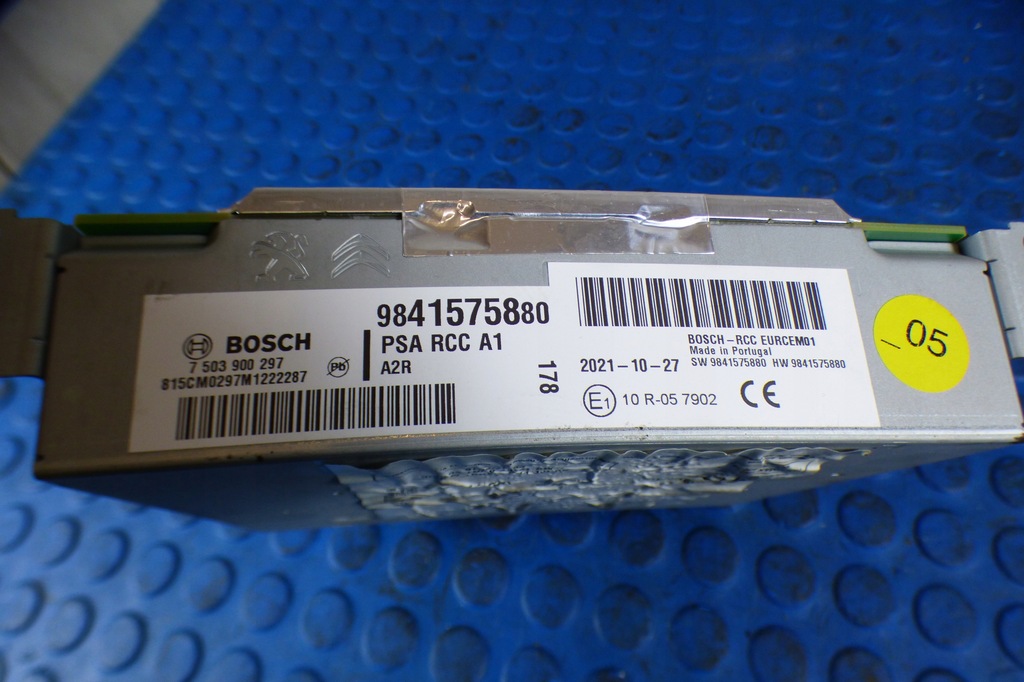 9841575880
BOSCH
PSA RCC A1
7 503 900 297
Pb
A2R
815CM0297M1222287
178
BOSCH-RCC EURCEM01
Made in Portugal
2021-10-27
SW 9841575880 HW 9841575880
E1 10 R-05 7902
CE
_05